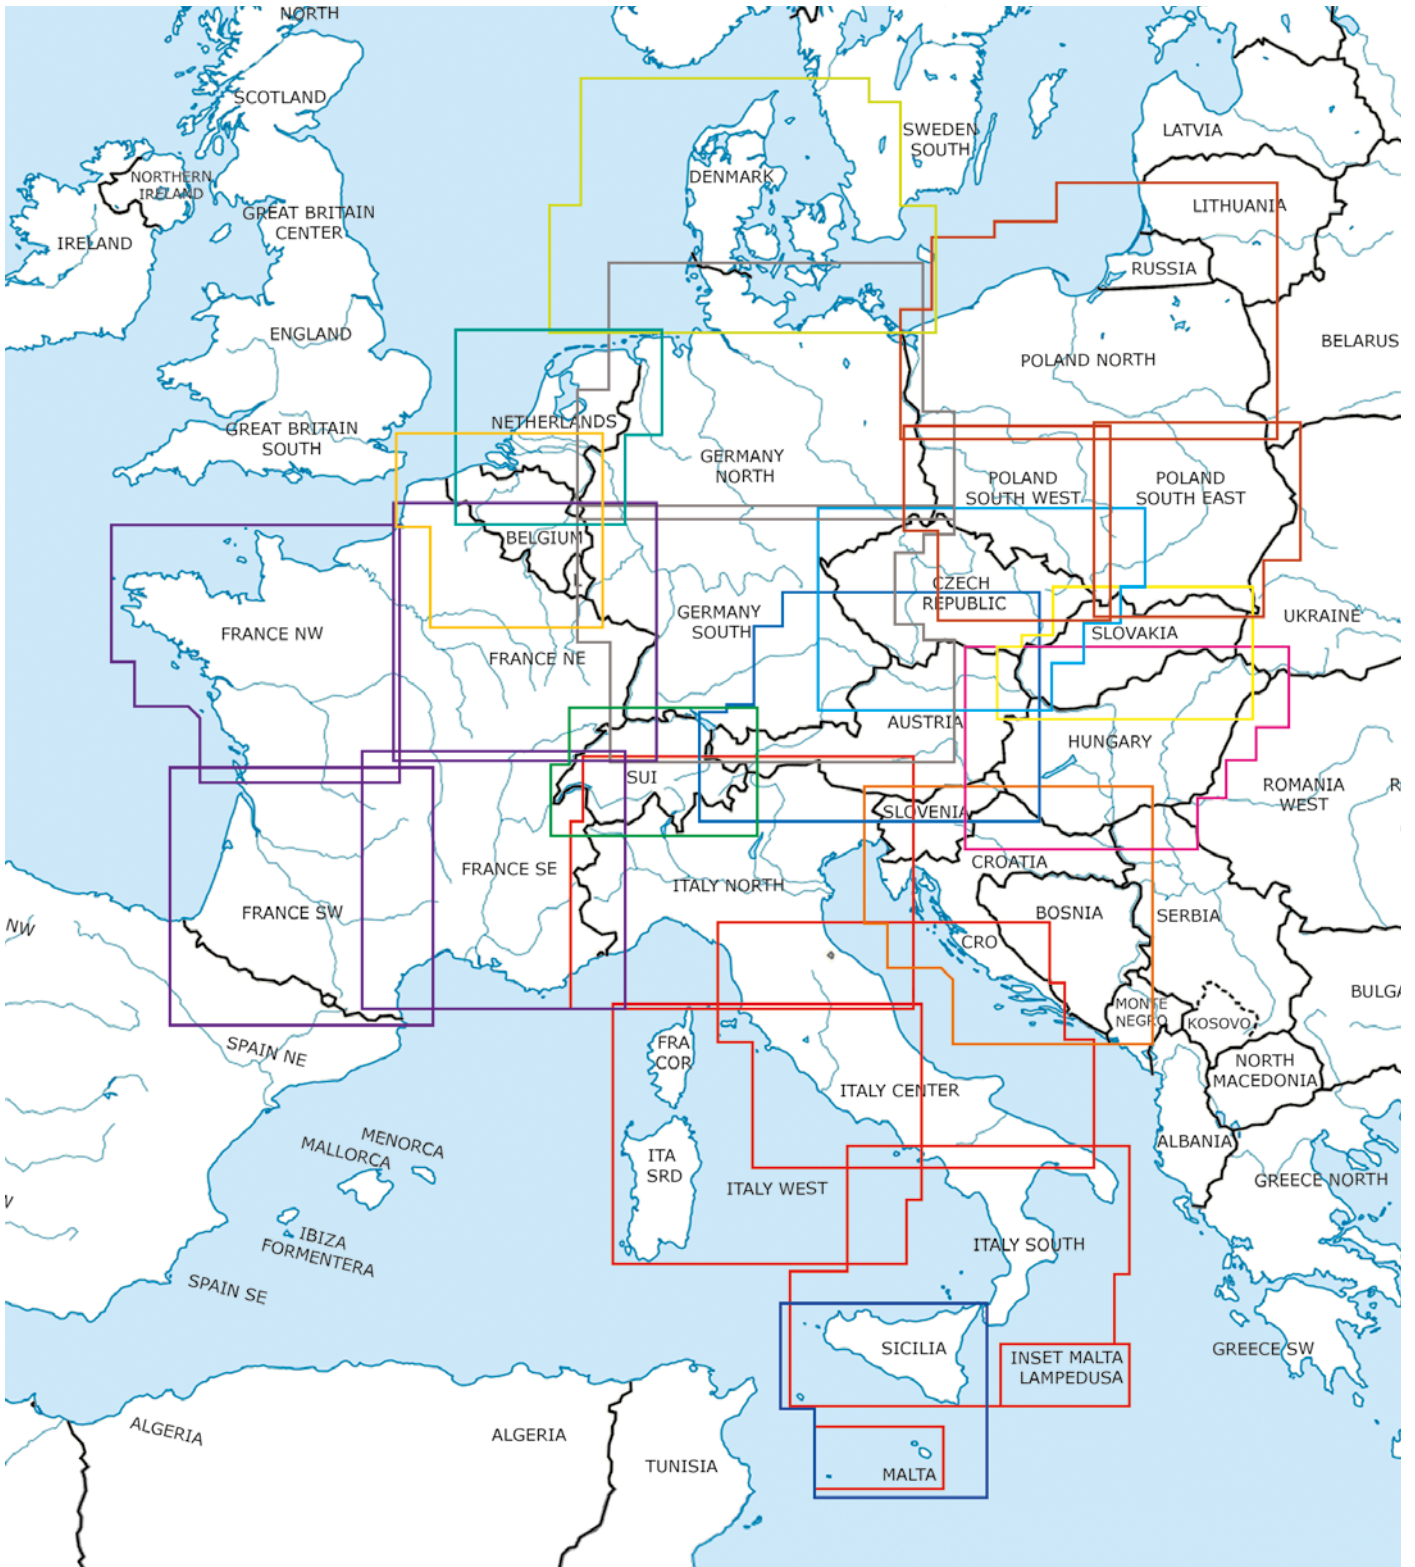 NORTH
SCOTLAND
SWEDEN
SOUTH
LATVIA
DENMARK
NORTHERN
IRELAND
LITHUANIA
GREAT BRITAIN
CENTER
IRELAND
RUSSIA
ENGLAND
BELARUS
POLAND NORTH
NETHERLANDS
GREAT BRITAIN
SOUTH
GERMANY
NORTH
POLAND
SOUTH WEST
POLAND
SOUTH EAST
BELGIUM
CZECH
REPUBLIC
GERMANY
SOUTH
UKRAINE
FRANCE NW
SLOVAKIA
FRANCE NE
AUSTRIA
HUNGARY
SUI
ROMANIA
WEST
R
SLOVENIA
CROATIA
FRANCE SE
ITALY NORTH
FRANCE SW
BOSNIA
SERBIA
NW
CRO
BULGA
MONTE
NEGRO
KOSOVO
SPAIN NE
FRA
COR
NORTH
MACEDONIA
ITALY CENTER
MENORCA
MALLORCA
ALBANIA
ITA
SRD
ITALY WEST
GREECE NORTH
IBIZA
FORMENTERA
ITALY SOUTH
SPAIN SE
SICILIA
GREECE SW
INSET MALTA
LAMPEDUSA
ALGERIA
ALGERIA
TUNISIA
MALTA